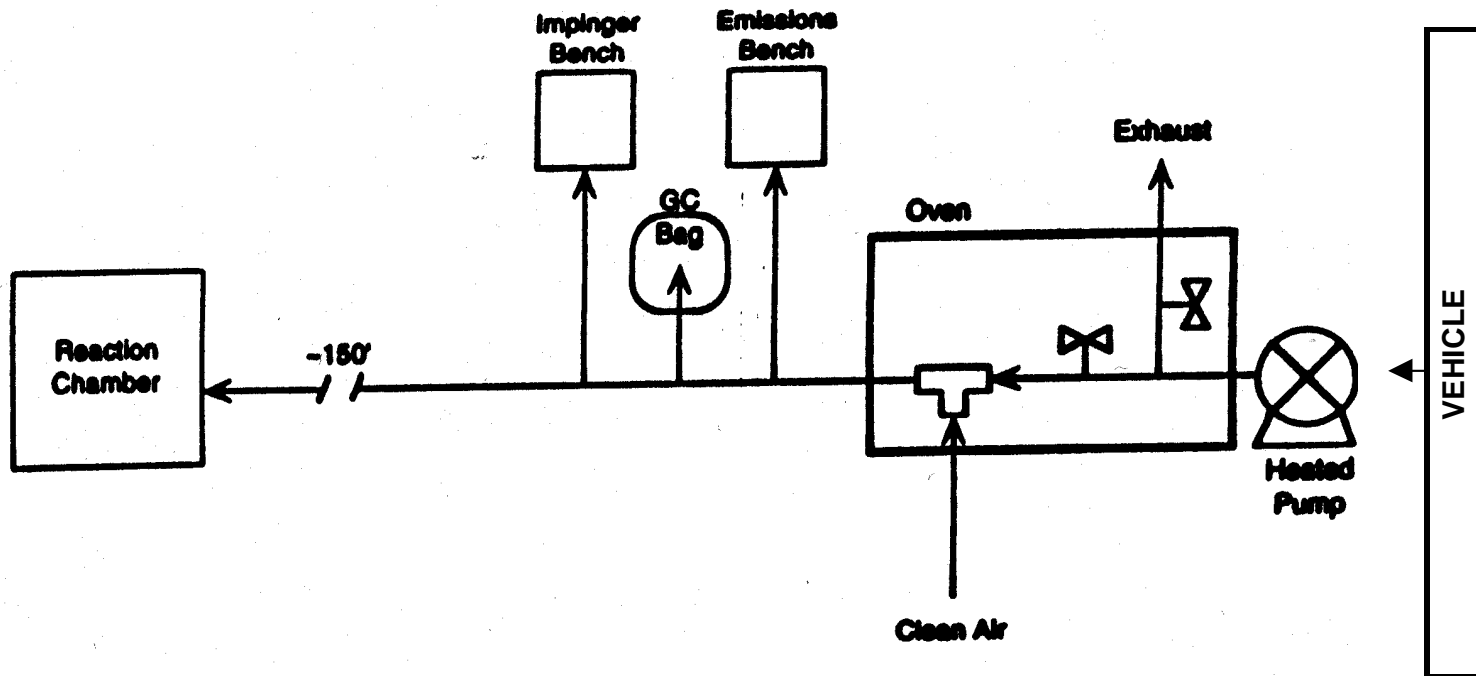 Impinger
Bench
Emissions
Bench
Exhaust
GC
Bag
Oven
Reaction
Chamber
~150'
VEHICLE
Heated
Pump
Clean Air